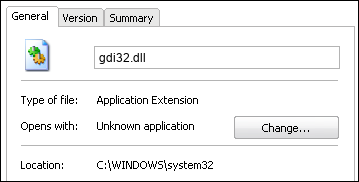 General Version Summary
gdi32.dll
Type of file: Application Extension
Opens with: Unknown application Change...
Location: C:\WINDOWS\system32